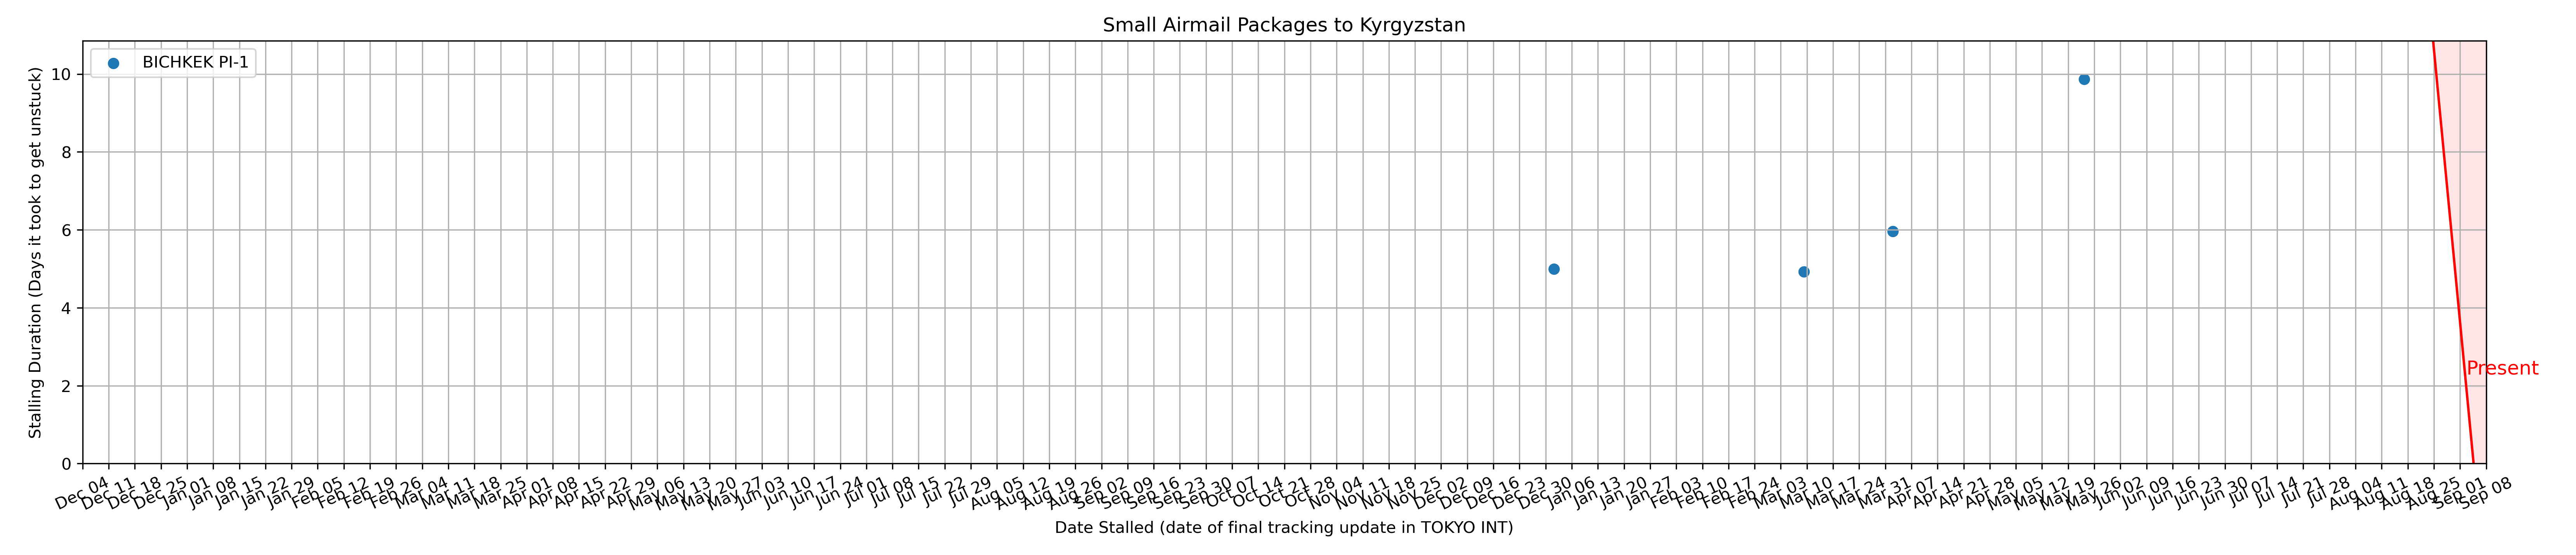 Small Airmail Packages to Kyrgyzstan
BICHKEK PI-1
Stalling Duration (Days it took to get unstuck)
10
8
6
4
2
0
Present
Dec 04 Dec 11 Dec 18 Dec 25 Jan 01 Jan 08 Jan 15 Jan 22 Jan 29 Feb 05 Feb 12 Feb 19 Feb 26 Mar 04 Mar 11 Mar 18 Mar 25 Apr 01 Apr 08 Apr 15 Apr 22 Apr 29 May 06 May 13 May 20 May 27 Jun 03 Jun 10 Jun 17 Jun 24 Jul 01 Jul 08 Jul 15 Jul 22 Jul 29 Aug 05 Aug 12 Aug 19 Aug 26 Sep 02 Sep 09 Sep 16 Sep 23 Sep 30 Oct 07 Oct 14 Oct 21 Oct 28 Nov 04 Nov 11 Nov 18 Nov 25 Dec 02 Dec 09 Dec 16 Dec 23 Dec 30 Jan 06 Jan 13 Jan 20 Jan 27 Feb 03 Feb 10 Feb 17 Feb 24 Mar 03 Mar 10 Mar 17 Mar 24 Mar 31 Apr 07 Apr 14 Apr 21 Apr 28 May 05 May 12 May 19 May 26 Jun 02 Jun 09 Jun 16 Jun 23 Jun 30 Jul 07 Jul 14 Jul 21 Jul 28 Aug 04 Aug 11 Aug 18 Aug 25 Sep 01 Sep 08
Date Stalled (date of final tracking update in TOKYO INT)